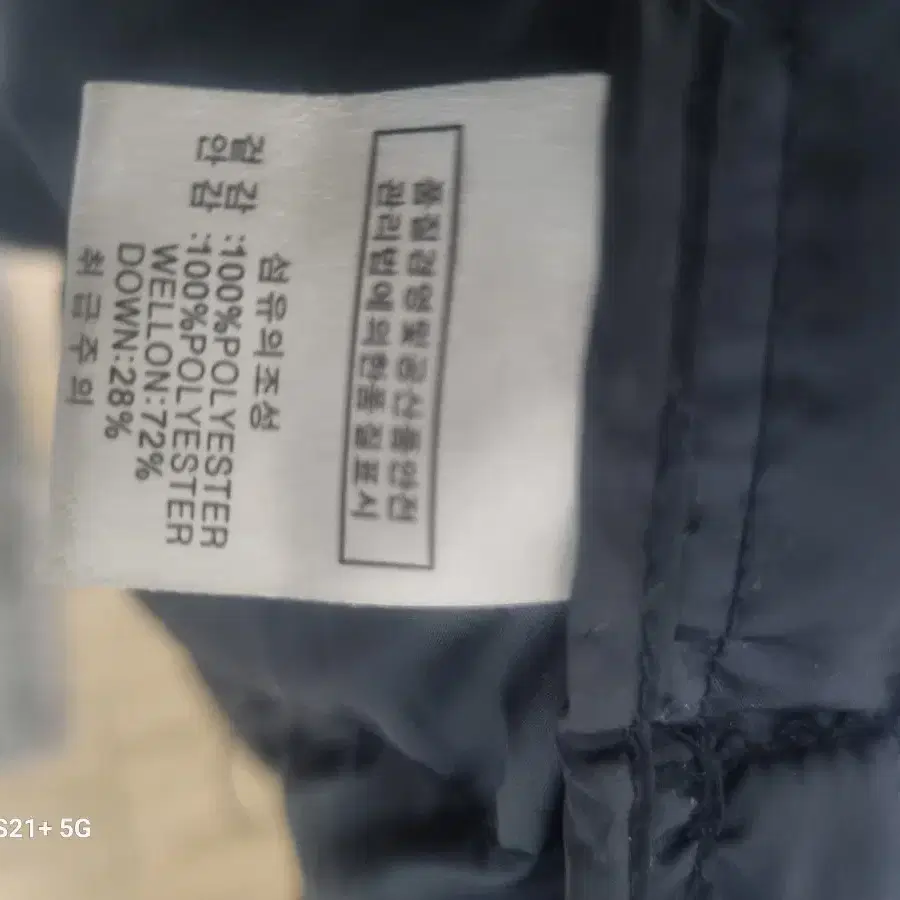 품질경영및공산품안전
관리법에의한품질표시
섬유의조성
겉 감 :100%POLYESTER
안 감 :100%POLYESTER
WELLON:72%
DOWN:28%
취급주의
S21+ 5G